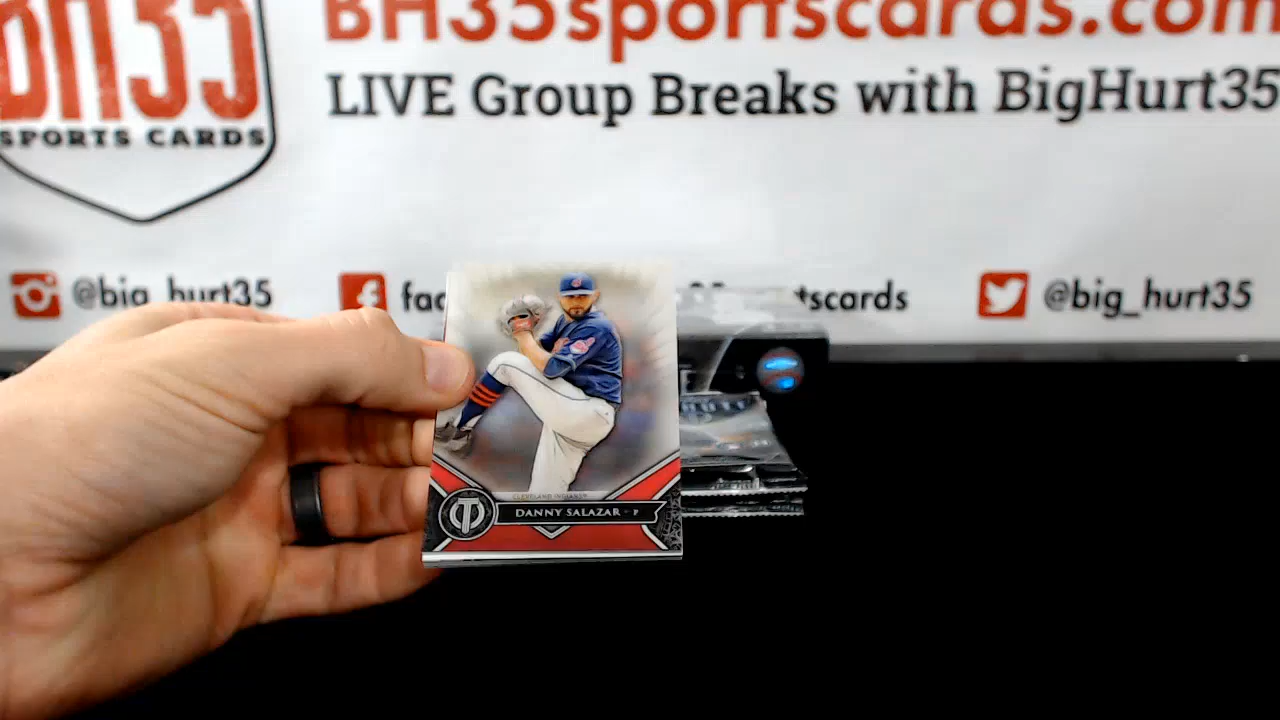 BH35
SPORTS CARDS
BH35sportscards.com
LIVE Group Breaks with BigHurt35
@big_hurt35
tscards
@big_hurt35
CLEVELAND INDIANS
DANNY SALAZAR - P